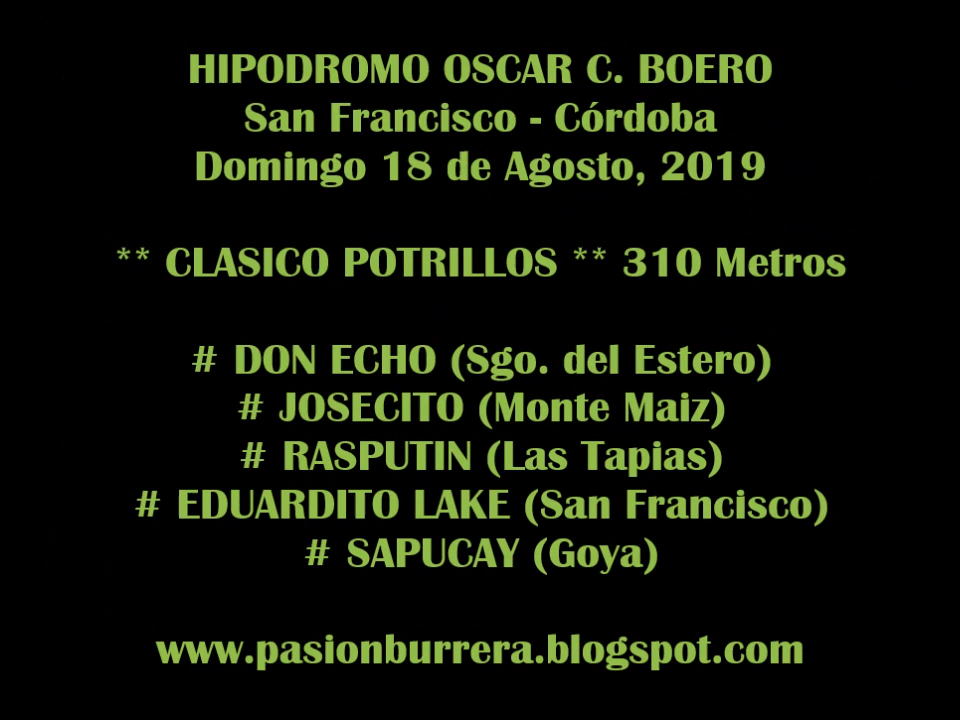 HIPODROMO OSCAR C. BOERO
San Francisco - Córdoba
Domingo 18 de Agosto, 2019
** CLASICO POTRILLOS ** 310 Metros
# DON ECHO (Sgo. del Estero)
# JOSECITO (Monte Maiz)
# RASPUTIN (Las Tapias)
# EDUARDITO LAKE (San Francisco)
# SAPUCAY (Goya)
www.pasionburrera.blogspot.com